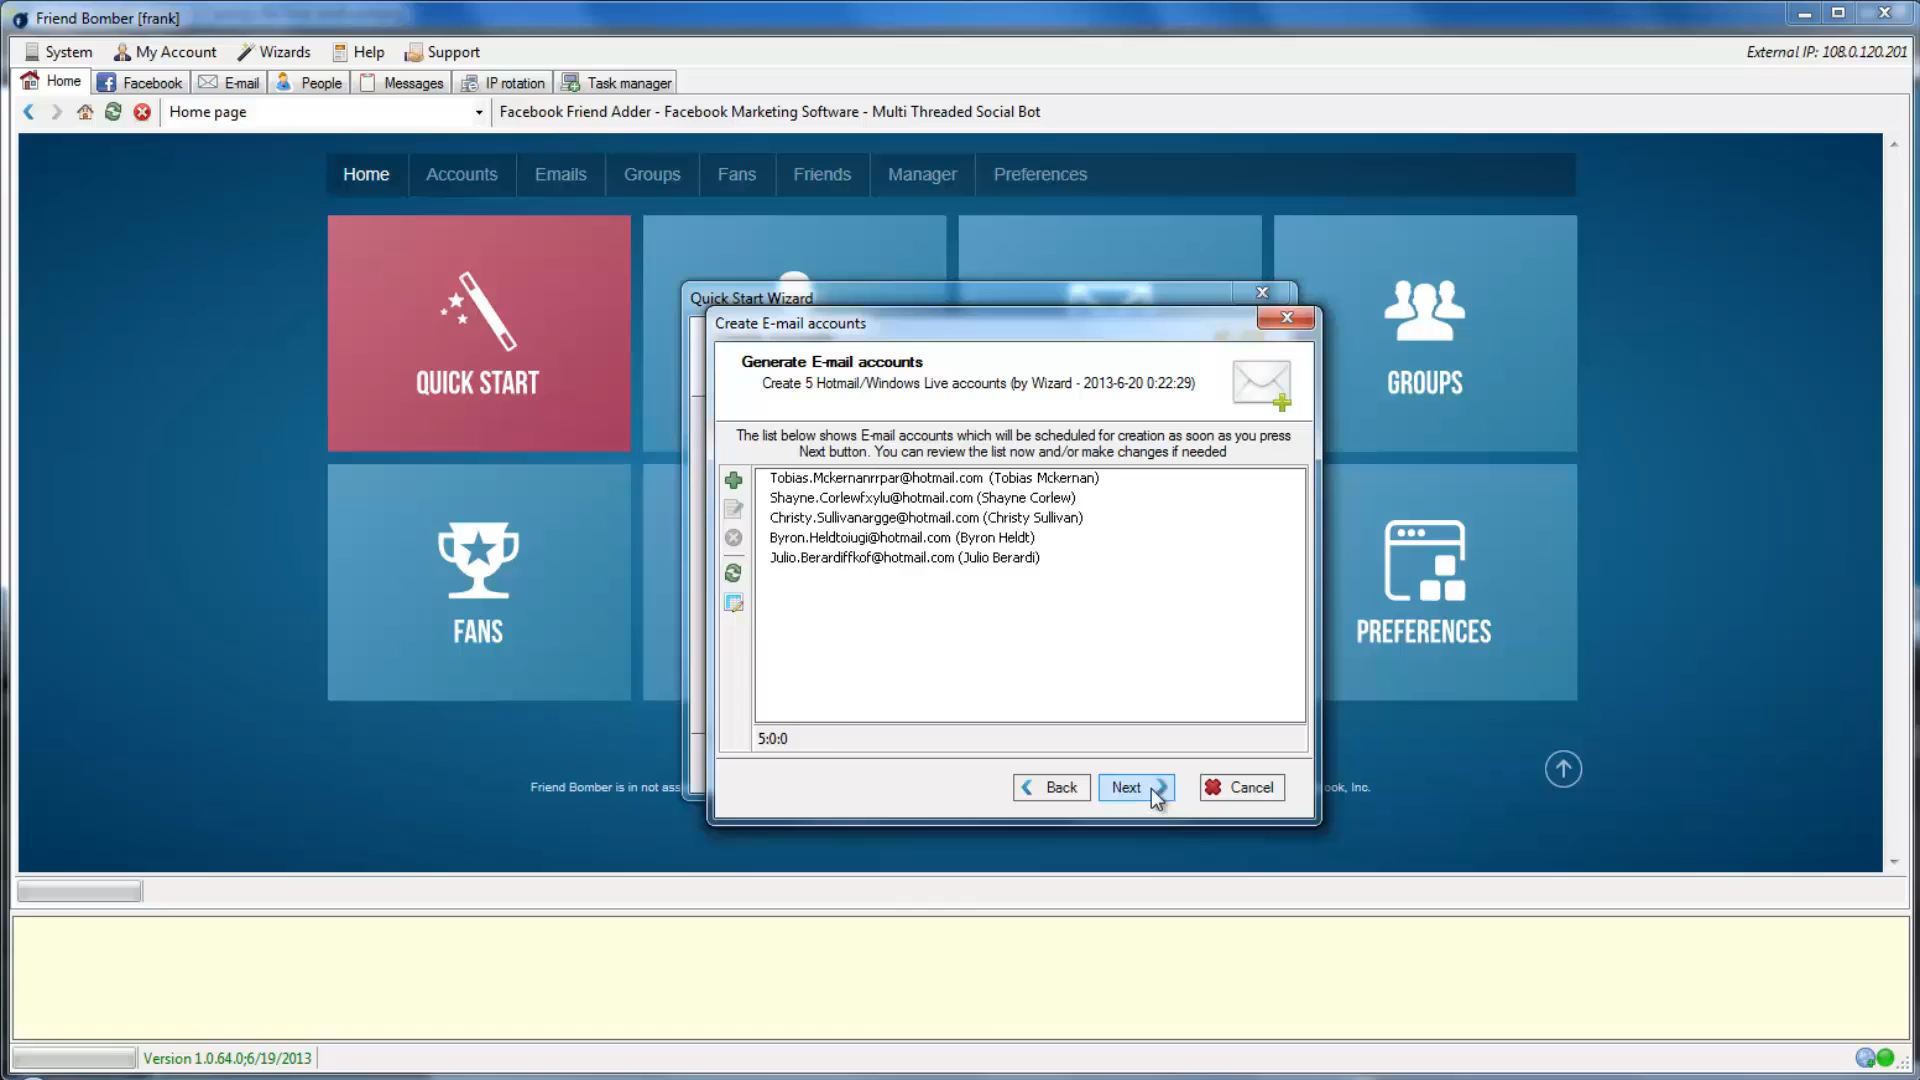 Friend Bomber [frank]
System My Account Wizards Help Support External IP: 108.0.120.201
Home Facebook E-mail People Messages IP rotation Task manager
Home page Facebook Friend Adder - Facebook Marketing Software - Multi Threaded Social Bot
Home Accounts Emails Groups Fans Friends Manager Preferences
QUICK START
GROUPS
FANS
PREFERENCES
Quick Start Wizard
Create E-mail accounts
Generate E-mail accounts
Create 5 Hotmail/Windows Live accounts (by Wizard - 2013-6-20 0:22:29)
The list below shows E-mail accounts which will be scheduled for creation as soon as you press
Next button. You can review the list now and/or make changes if needed
Tobias.Mckernanrrpar@hotmail.com (Tobias Mckernan)
Shayne.Corlewfxylu@hotmail.com (Shayne Corlew)
Christy.Sullivanargge@hotmail.com (Christy Sullivan)
Byron.Heldtoiugi@hotmail.com (Byron Heldt)
Julio.Berardiffkof@hotmail.com (Julio Berardi)
5:0:0
Back Next Cancel
Friend Bomber is in not ass ook, Inc.
Version 1.0.64.0;6/19/2013